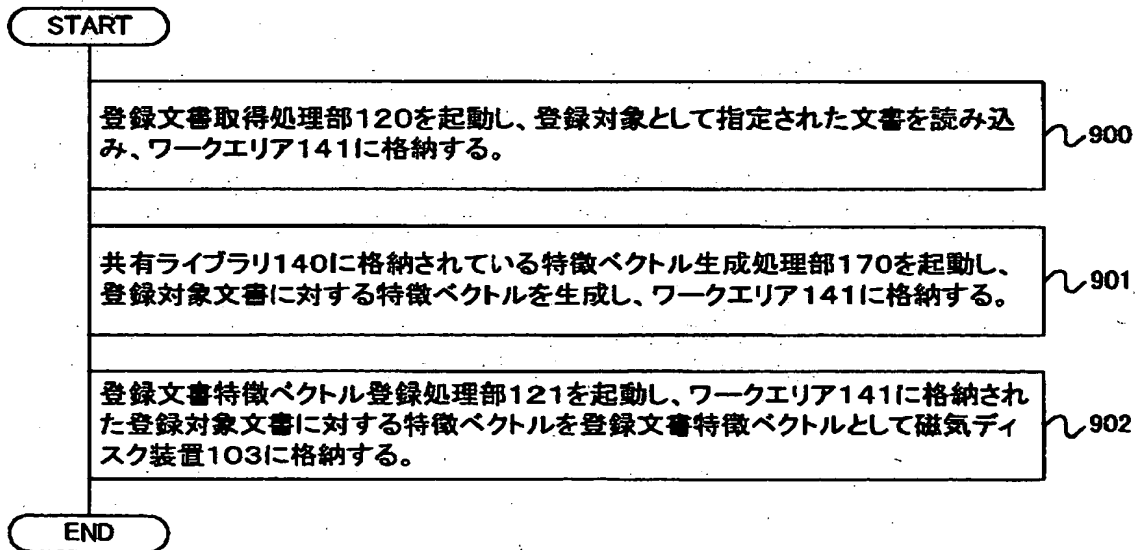 START
登録文書取得処理部120を起動し、登録対象として指定された文書を読み込
み、ワークエリア141に格納する。
900
共有ライブラリ140に格納されている特徴ベクトル生成処理部170を起動し、
登録対象文書に対する特徴ベクトルを生成し、ワークエリア141に格納する。
901
登録文書特徴ベクトル登録処理部121を起動し、ワークエリア141に格納され
た登録対象文書に対する特徴ベクトルを登録文書特徴ベクトルとして磁気ディ
スク装置103に格納する。
902
END